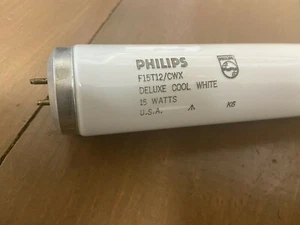 PHILIPS
F15T12/CWX
DELUXE COOL WHITE
15 WATTS
U.S.A.